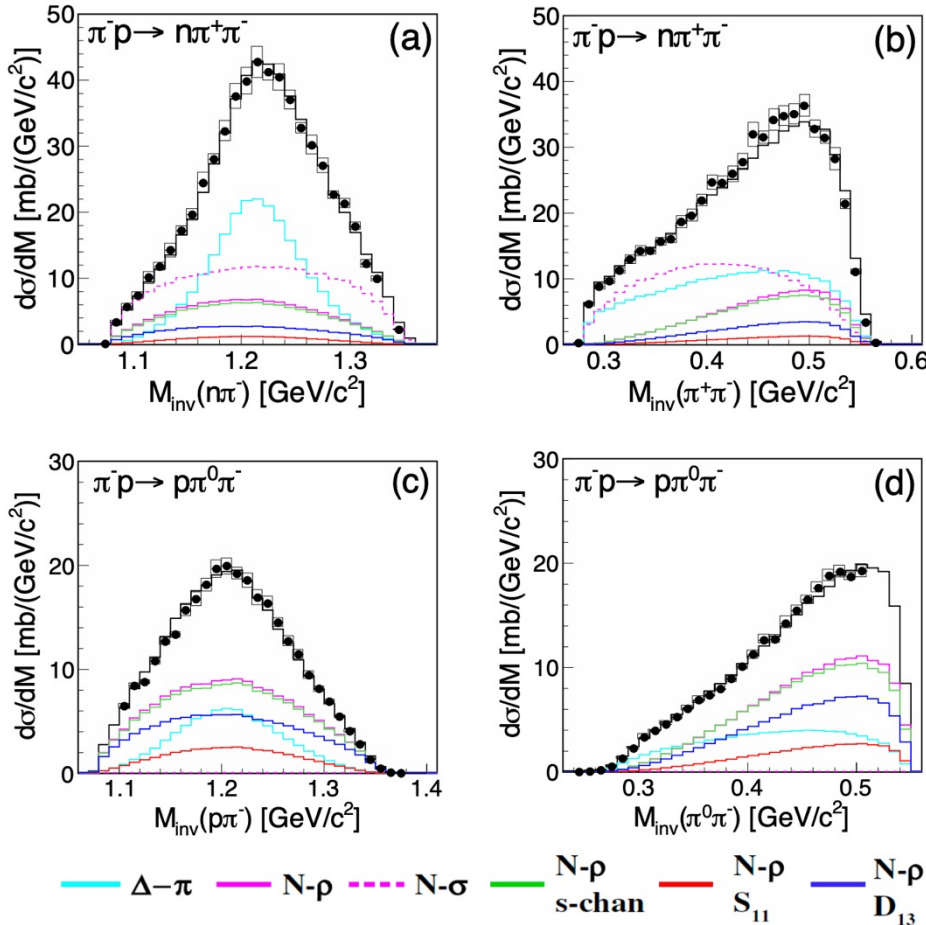 π⁻p→ nπ⁺π⁻ (a)
dσ/dM [mb/(GeV/c²)]
50
40
30
20
10
0
1.1 1.2 1.3
M_inv(nπ⁻) [GeV/c²]
π⁻p→ nπ⁺π⁻ (b)
dσ/dM [mb/(GeV/c²)]
50
40
30
20
10
0
0.3 0.4 0.5 0.6
M_inv(π⁺π⁻) [GeV/c²]
π⁻p→ pπ⁰π⁻ (c)
dσ/dM [mb/(GeV/c²)]
30
20
10
0
1.1 1.2 1.3 1.4
M_inv(pπ⁻) [GeV/c²]
π⁻p→ pπ⁰π⁻ (d)
dσ/dM [mb/(GeV/c²)]
30
20
10
0
0.3 0.4 0.5
M_inv(π⁰π⁻) [GeV/c²]
Δ−π
N-ρ
N-σ
N-ρ
s-chan
N-ρ
S₁₁
N-ρ
D₁₃